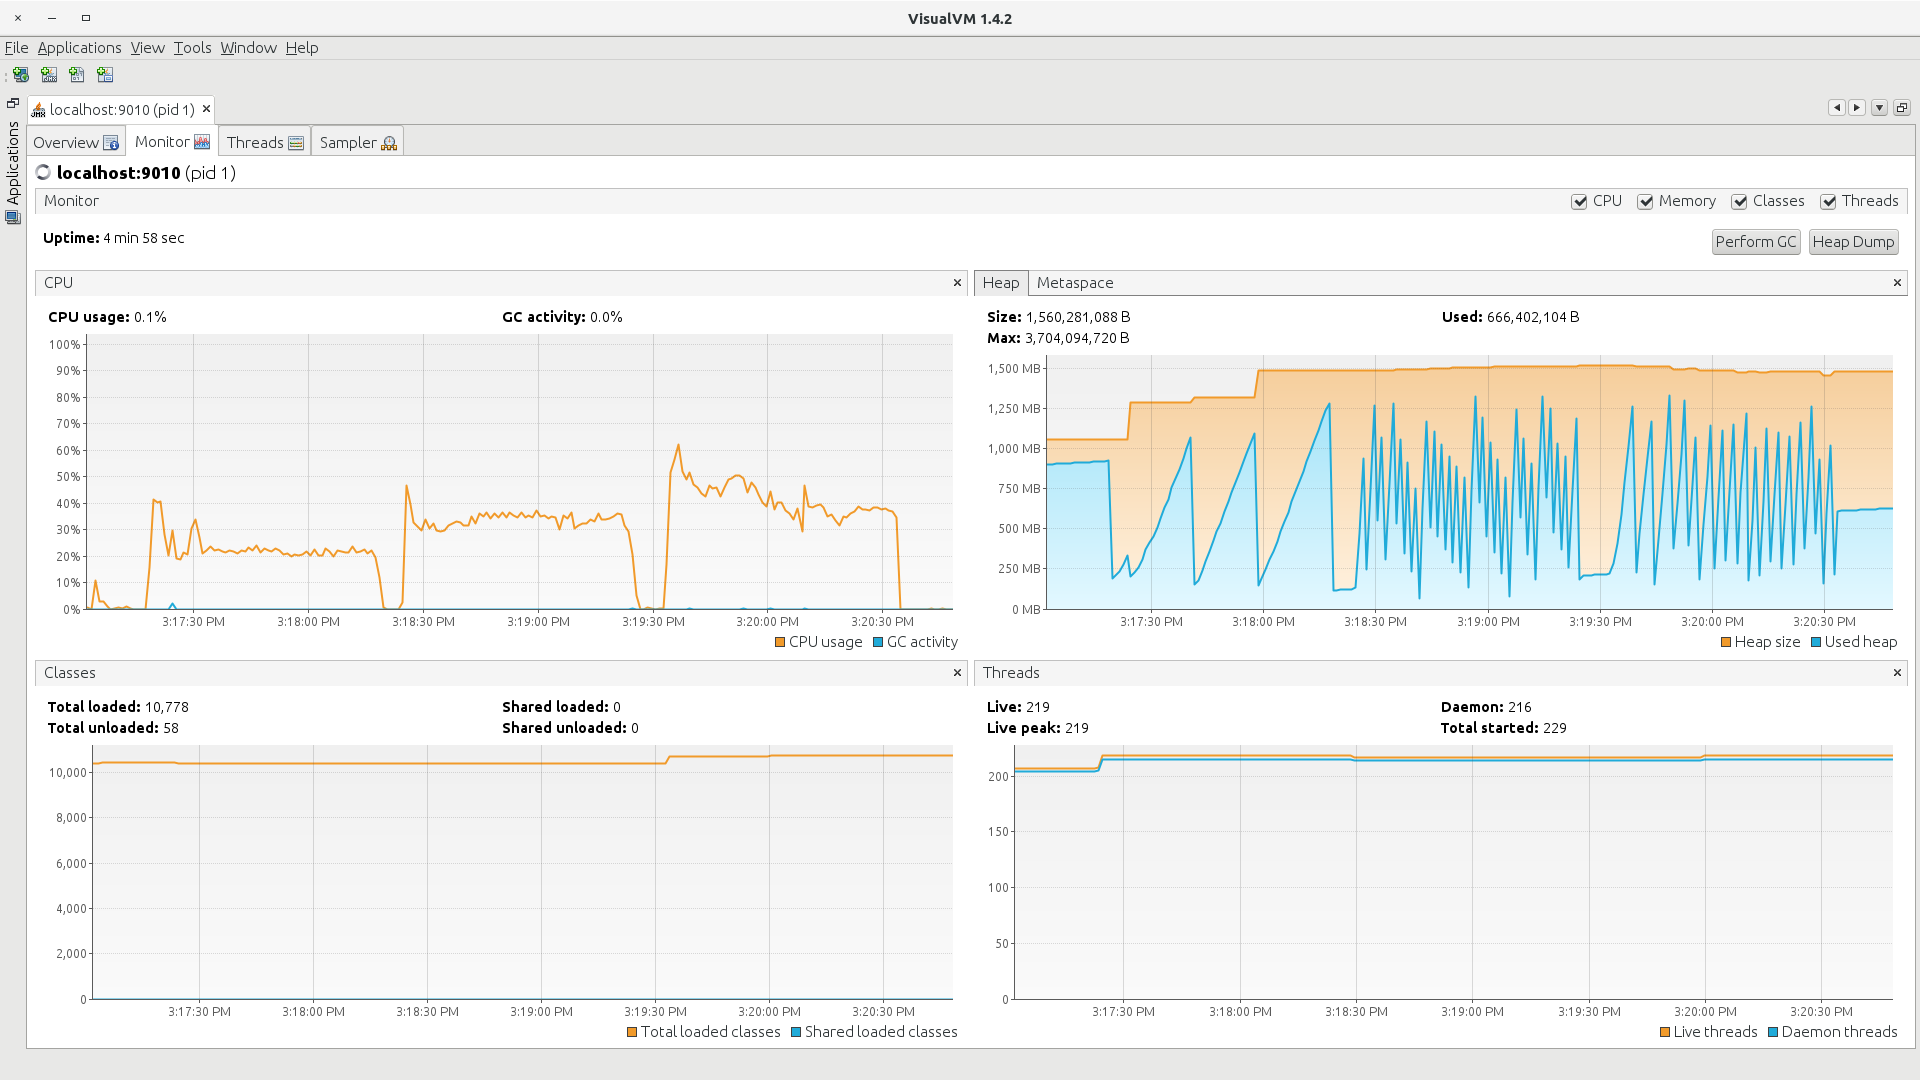 VisualVM 1.4.2
File Applications View Tools Window Help
Applications
localhost:9010 (pid 1)
Overview Monitor Threads Sampler
localhost:9010 (pid 1)
Monitor CPU Memory Classes Threads
Uptime: 4 min 58 sec
Perform GC Heap Dump
CPU
CPU usage: 0.1% GC activity: 0.0%
100%
90%
80%
70%
60%
50%
40%
30%
20%
10%
0%
3:17:30 PM 3:18:00 PM 3:18:30 PM 3:19:00 PM 3:19:30 PM 3:20:00 PM 3:20:30 PM
CPU usage GC activity
Heap Metaspace
Size: 1,560,281,088 B Used: 666,402,104 B
Max: 3,704,094,720 B
1,500 MB
1,250 MB
1,000 MB
750 MB
500 MB
250 MB
0 MB
3:17:30 PM 3:18:00 PM 3:18:30 PM 3:19:00 PM 3:19:30 PM 3:20:00 PM 3:20:30 PM
Heap size Used heap
Classes
Total loaded: 10,778 Shared loaded: 0
Total unloaded: 58 Shared unloaded: 0
10,000
8,000
6,000
4,000
2,000
0
3:17:30 PM 3:18:00 PM 3:18:30 PM 3:19:00 PM 3:19:30 PM 3:20:00 PM 3:20:30 PM
Total loaded classes Shared loaded classes
Threads
Live: 219 Daemon: 216
Live peak: 219 Total started: 229
200
150
100
50
0
3:17:30 PM 3:18:00 PM 3:18:30 PM 3:19:00 PM 3:19:30 PM 3:20:00 PM 3:20:30 PM
Live threads Daemon threads